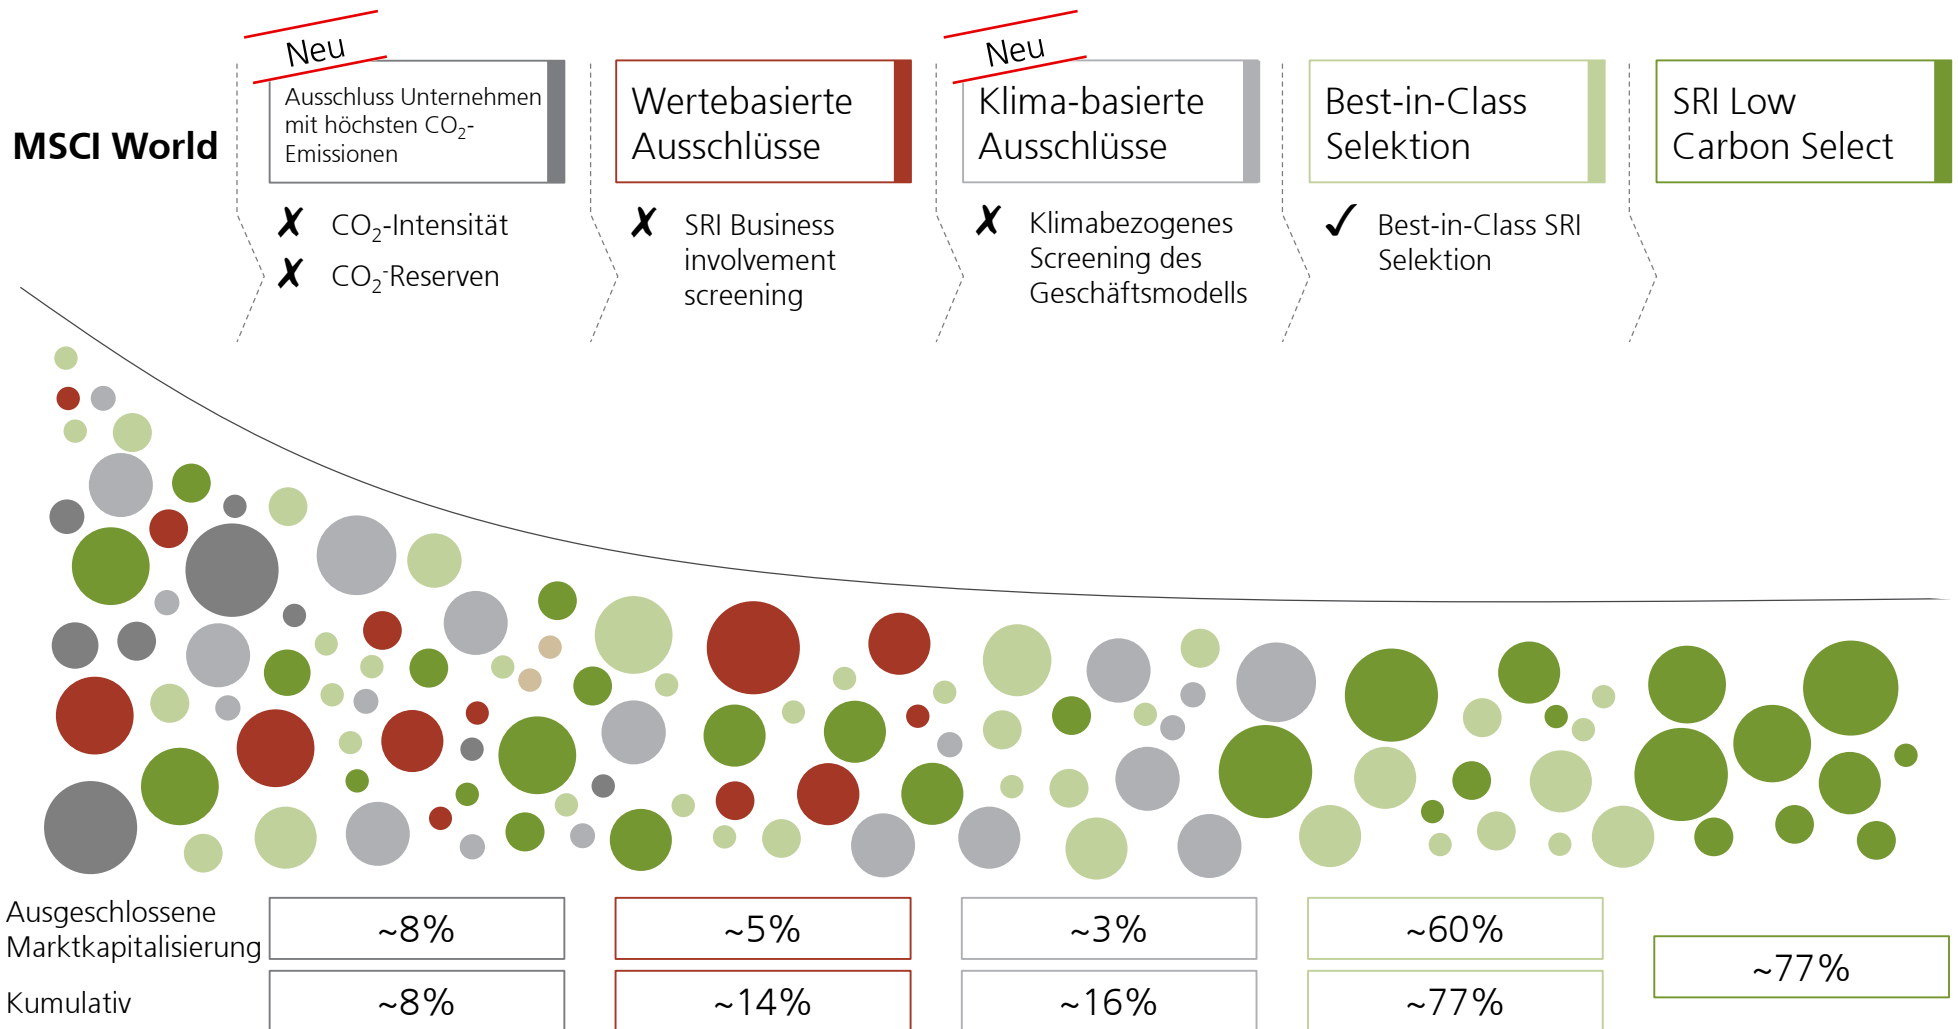 Neu
Neu
MSCI World
Ausschluss Unternehmen
mit höchsten CO₂-
Emissionen
Wertebasierte
Ausschlüsse
Klima-basierte
Ausschlüsse
Best-in-Class
Selektion
SRI Low
Carbon Select
✗ CO₂-Intensität
✗ CO₂-Reserven
✗ SRI Business
involvement
screening
✗ Klimabezogenes
Screening des
Geschäftsmodells
✓ Best-in-Class SRI
Selektion
Ausgeschlossene
Marktkapitalisierung
~8%
~5%
~3%
~60%
~77%
Kumulativ
~8%
~14%
~16%
~77%